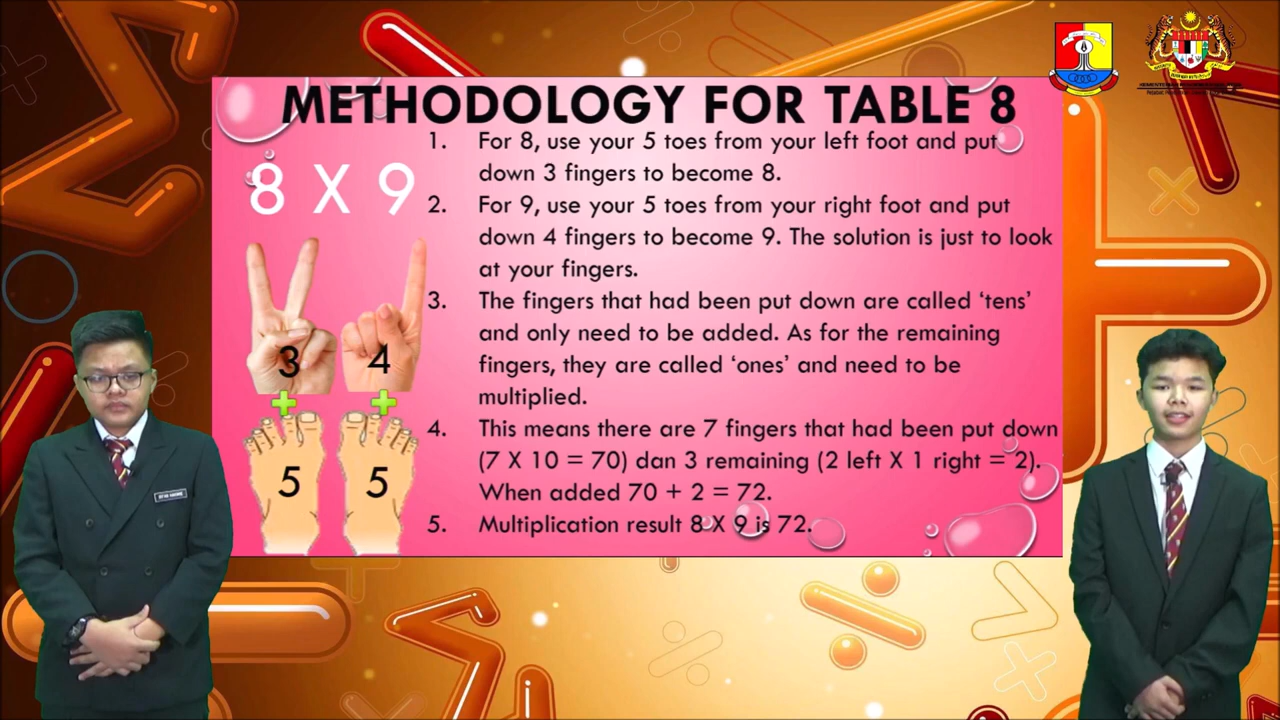 METHODOLOGY FOR TABLE 8
8 X 9
3
4
5
5
1. For 8, use your 5 toes from your left foot and put
down 3 fingers to become 8.
2. For 9, use your 5 toes from your right foot and put
down 4 fingers to become 9. The solution is just to look
at your fingers.
3. The fingers that had been put down are called ‘tens’
and only need to be added. As for the remaining
fingers, they are called ‘ones’ and need to be
multiplied.
4. This means there are 7 fingers that had been put down
(7 X 10 = 70) dan 3 remaining (2 left X 1 right = 2).
When added 70 + 2 = 72.
5. Multiplication result 8 X 9 is 72.